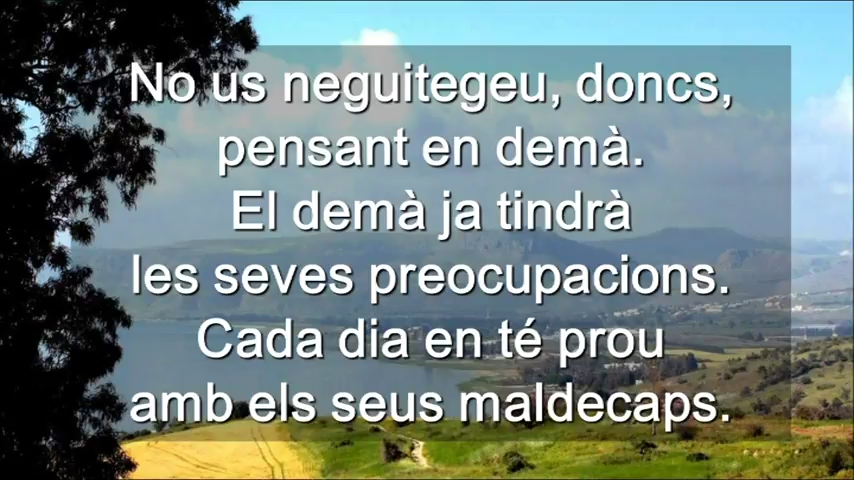 No us neguitegeu, doncs,
pensant en demà.
El demà ja tindrà
les seves preocupacions.
Cada dia en té prou
amb els seus maldecaps.